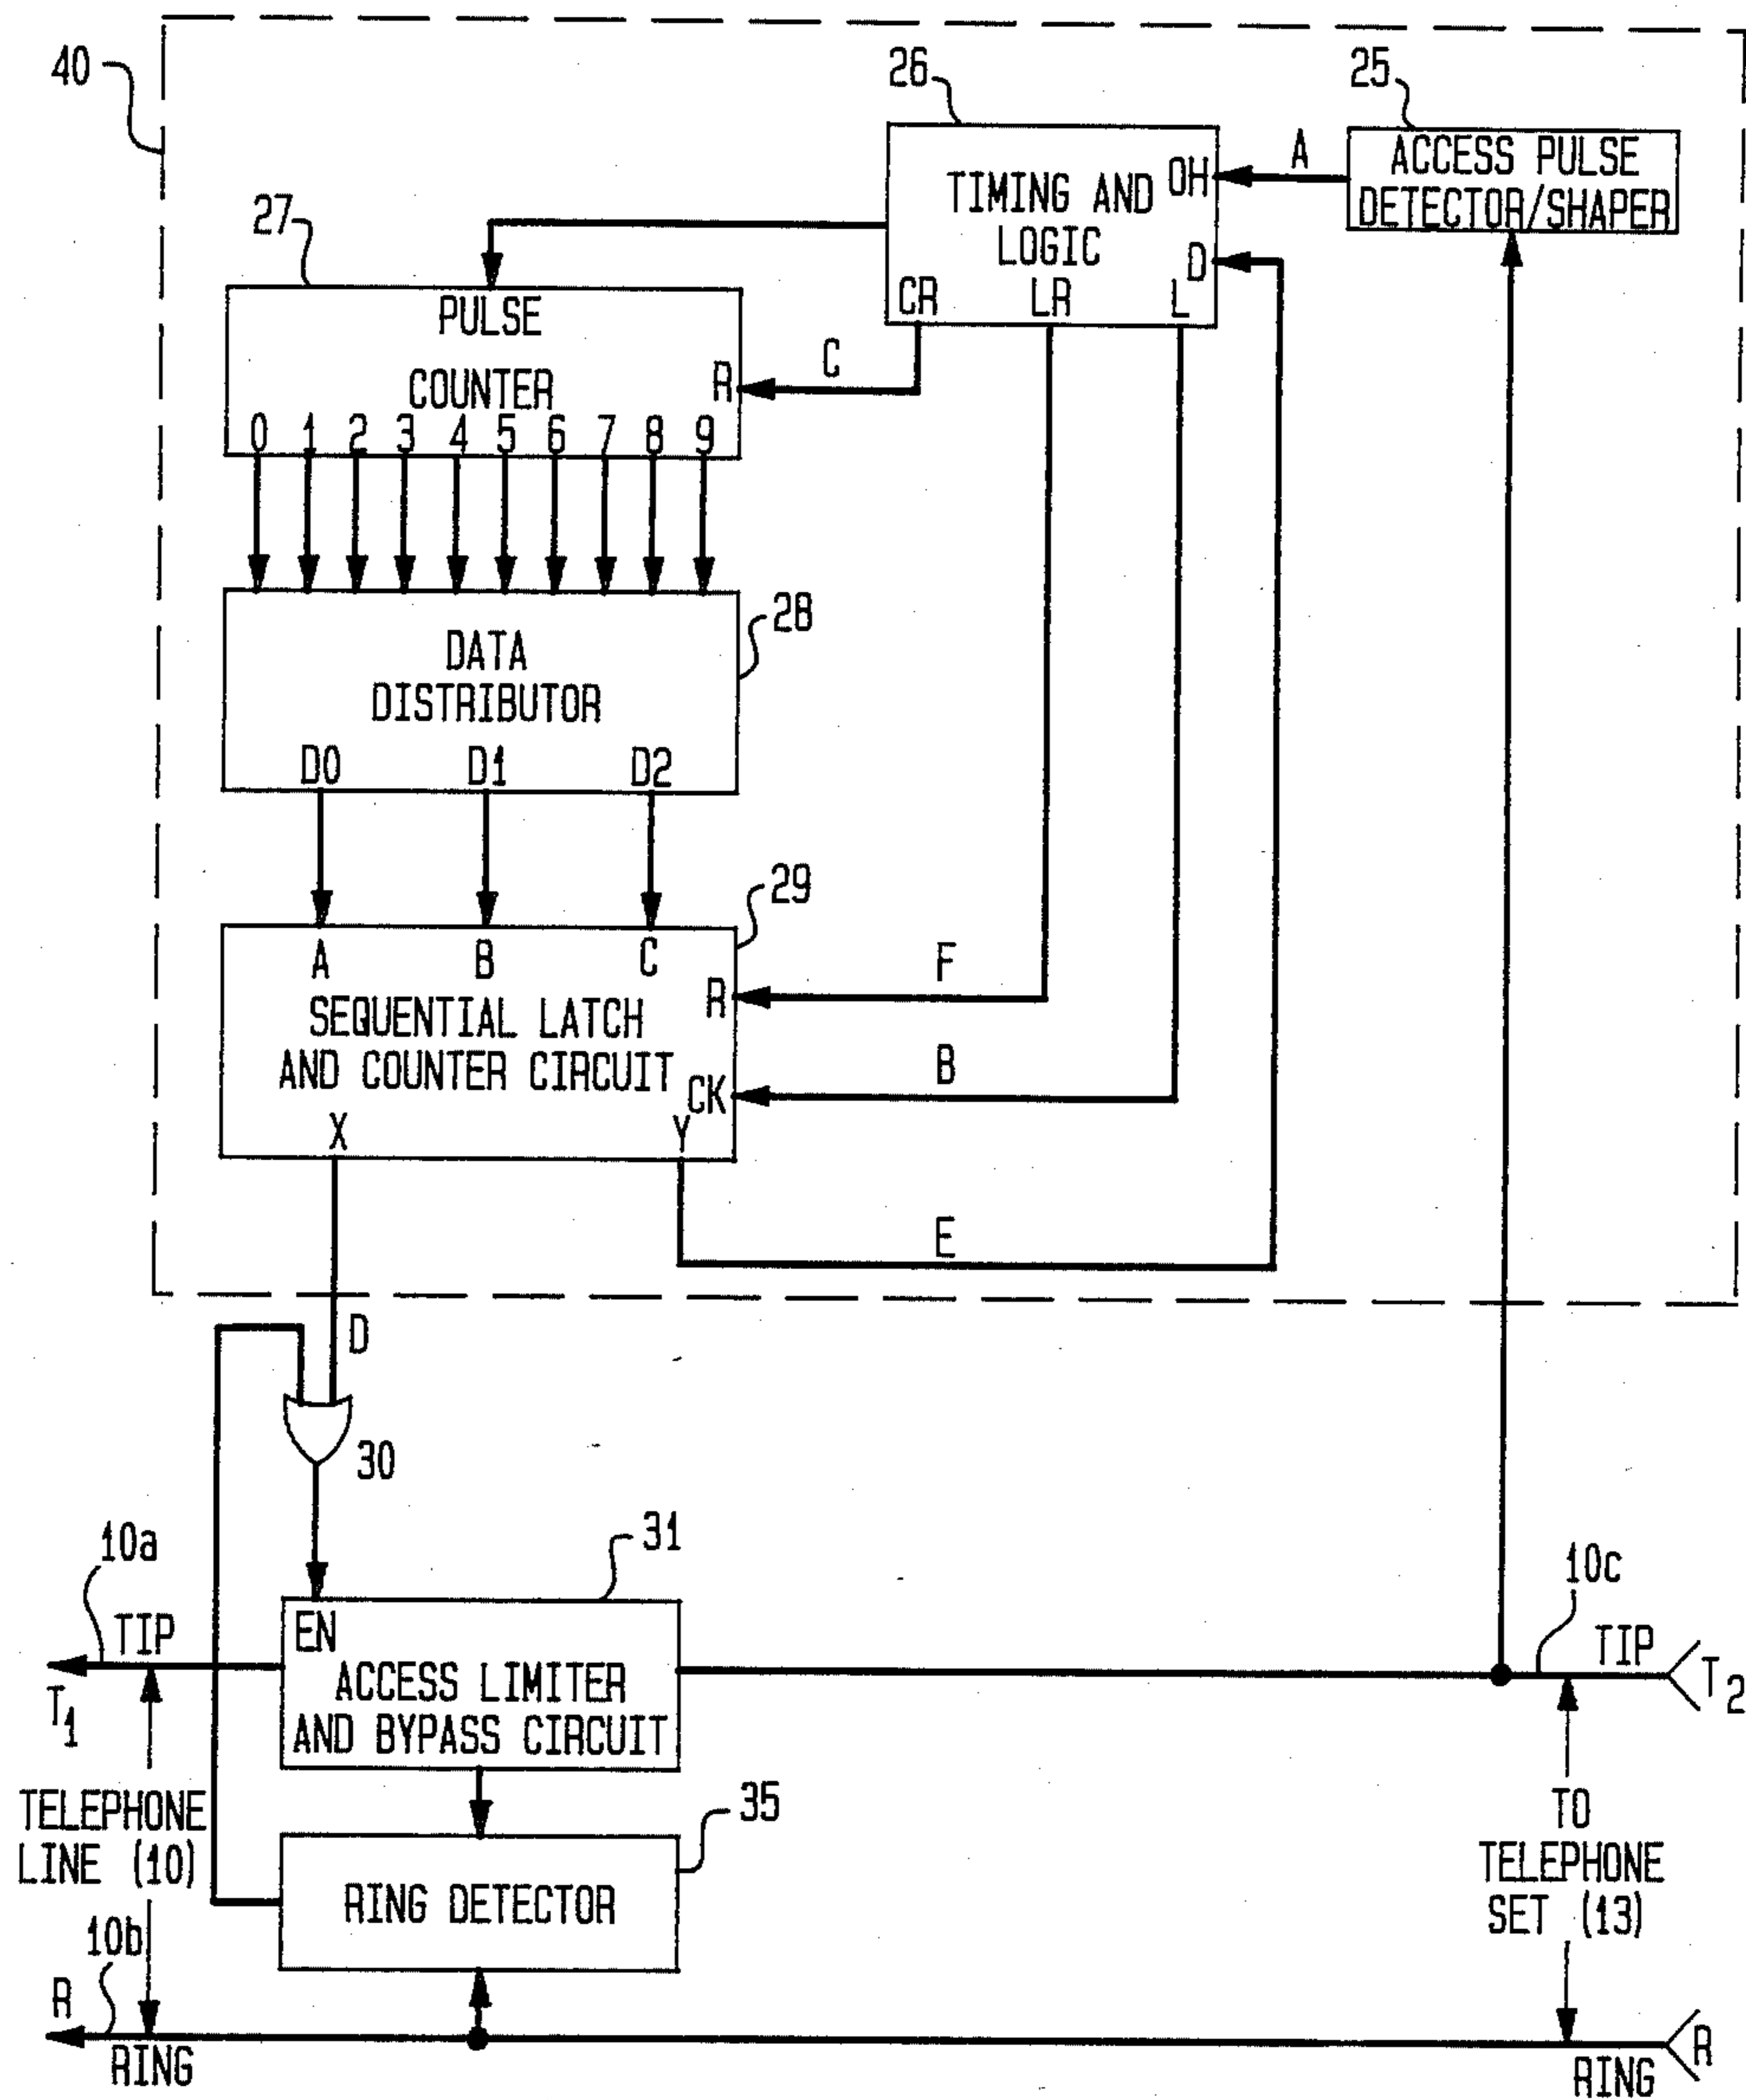 40
26
25
TIMING AND
LOGIC
OH
D
CR
LR
L
A
ACCESS PULSE
DETECTOR/SHAPER
27
PULSE
COUNTER
R
C
0 1 2 3 4 5 6 7 8 9
28
DATA
DISTRIBUTOR
D0 D1 D2
29
A B C
R
SEQUENTIAL LATCH
AND COUNTER CIRCUIT
CK
X
Y
F
B
E
D
30
10a
31
10c
TIP
EN
TIP
T1
ACCESS LIMITER
AND BYPASS CIRCUIT
T2
TELEPHONE
LINE (10)
35
RING DETECTOR
TO
TELEPHONE
SET (13)
10b
R
RING
RING
R